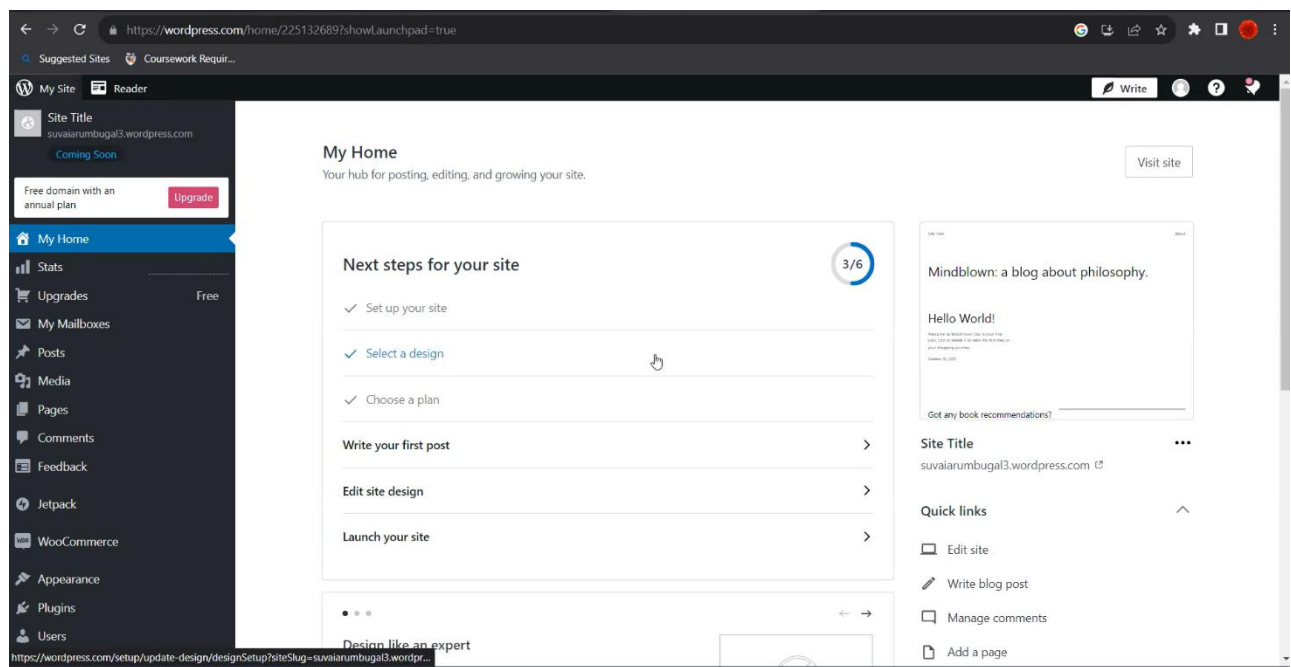 https://wordpress.com/home/225132689?showLaunchpad=true
Suggested Sites Coursework Requir...
My Site Reader Write
Site Title
suvaiarumbugal3.wordpress.com
Coming Soon
Free domain with an
annual plan
Upgrade
My Home
Stats
Upgrades Free
My Mailboxes
Posts
Media
Pages
Comments
Feedback
Jetpack
WooCommerce
Appearance
Plugins
Users
https://wordpress.com/setup/update-design/designSetup?siteSlug=suvaiarumbugal3.wordpr...
My Home
Your hub for posting, editing, and growing your site.
Visit site
Next steps for your site
3/6
Set up your site
Select a design
Choose a plan
Write your first post
Edit site design
Launch your site
Design like an expert
Site Title About
Mindblown: a blog about philosophy.
Hello World!
Got any book recommendations?
Site Title
suvaiarumbugal3.wordpress.com
Quick links
Edit site
Write blog post
Manage comments
Add a page